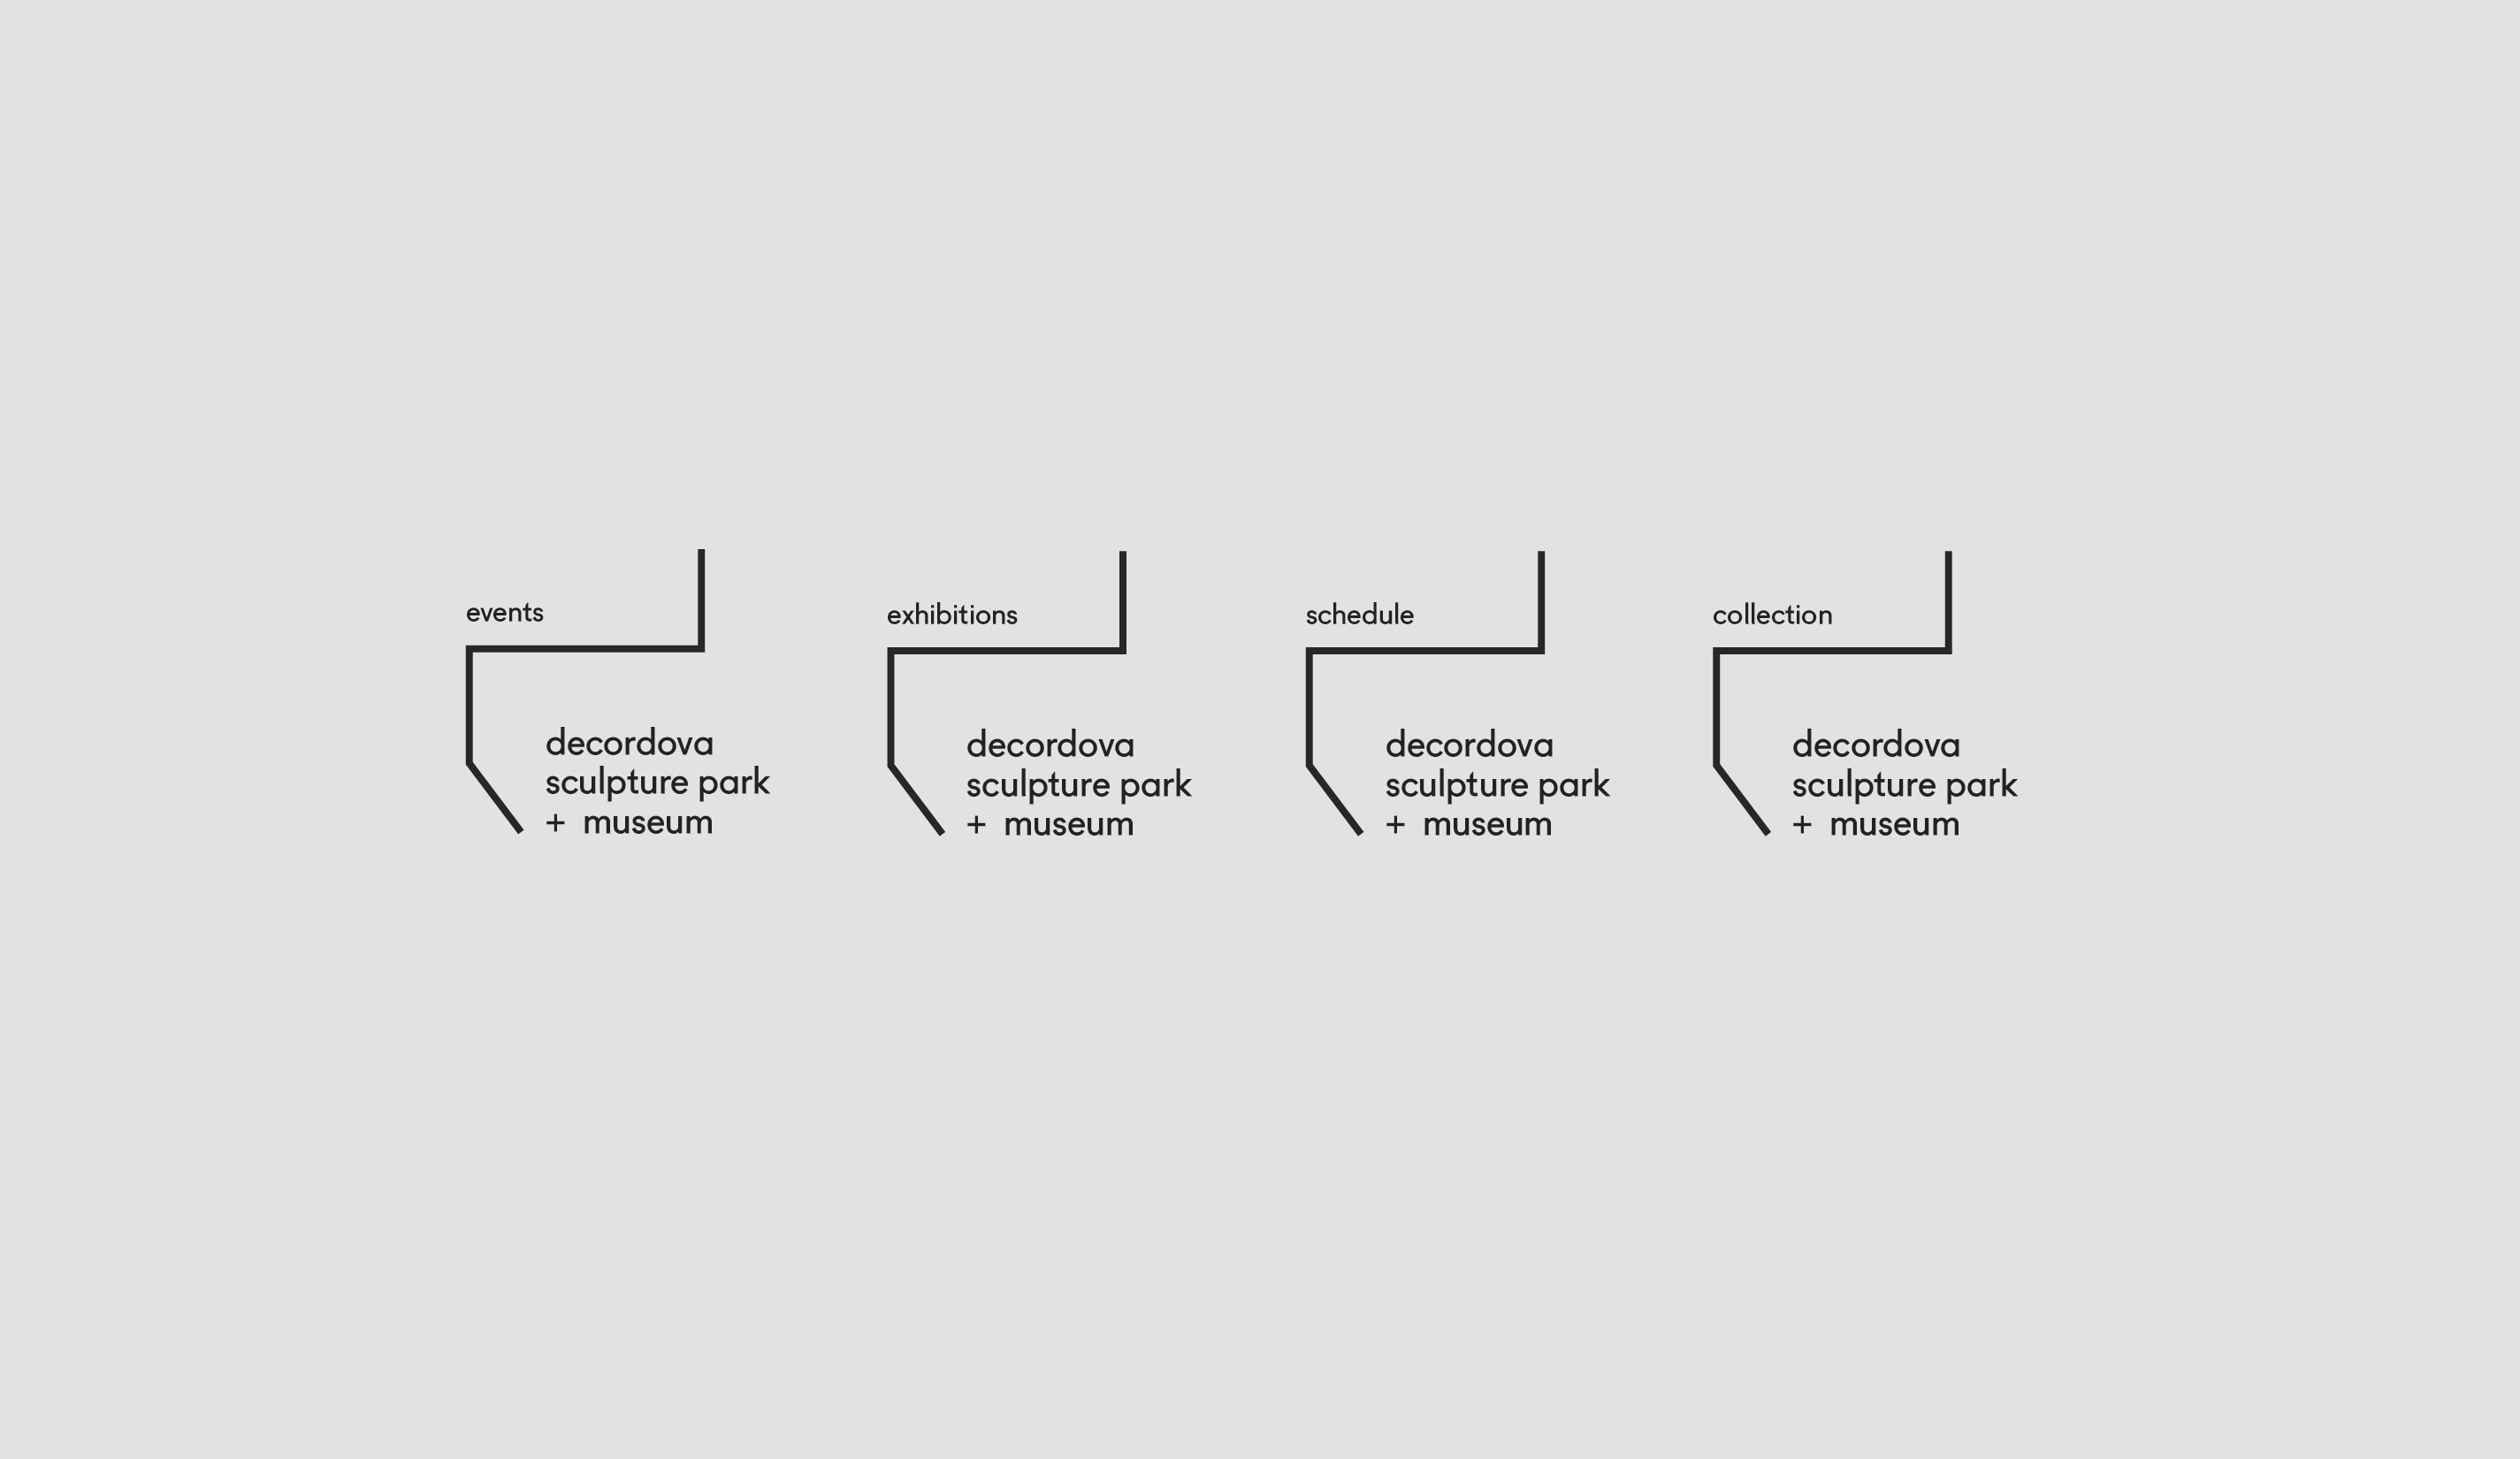 events
decordova
sculpture park
+ museum
exhibitions
decordova
sculpture park
+ museum
schedule
decordova
sculpture park
+ museum
collection
decordova
sculpture park
+ museum